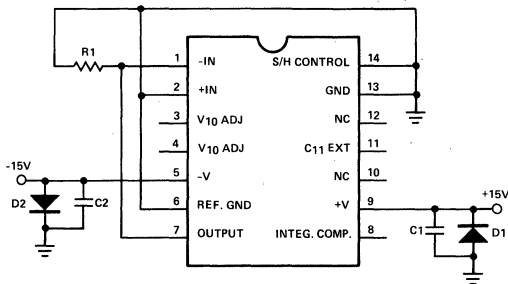 R1
1 -IN S/H CONTROL 14
2 +IN GND 13
3 V10 ADJ NC 12
4 V10 ADJ C11 EXT 11
-15V 5 -V NC 10
D2 C2 6 REF. GND +V 9 +15V
7 OUTPUT INTEG. COMP. 8 C1 D1